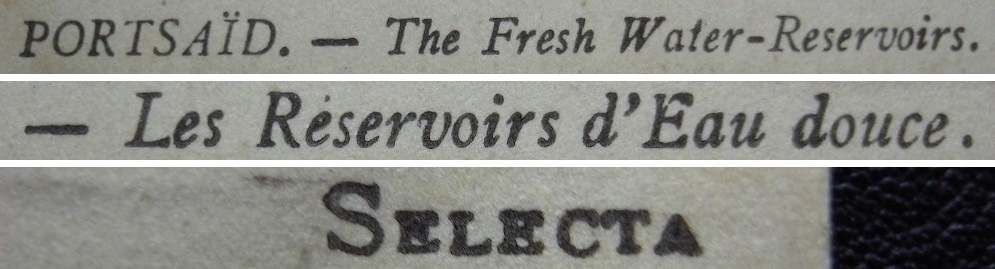 PORTSAÏD. — The Fresh Water-Reservoirs.
— Les Réservoirs d'Eau douce.
SELECTA